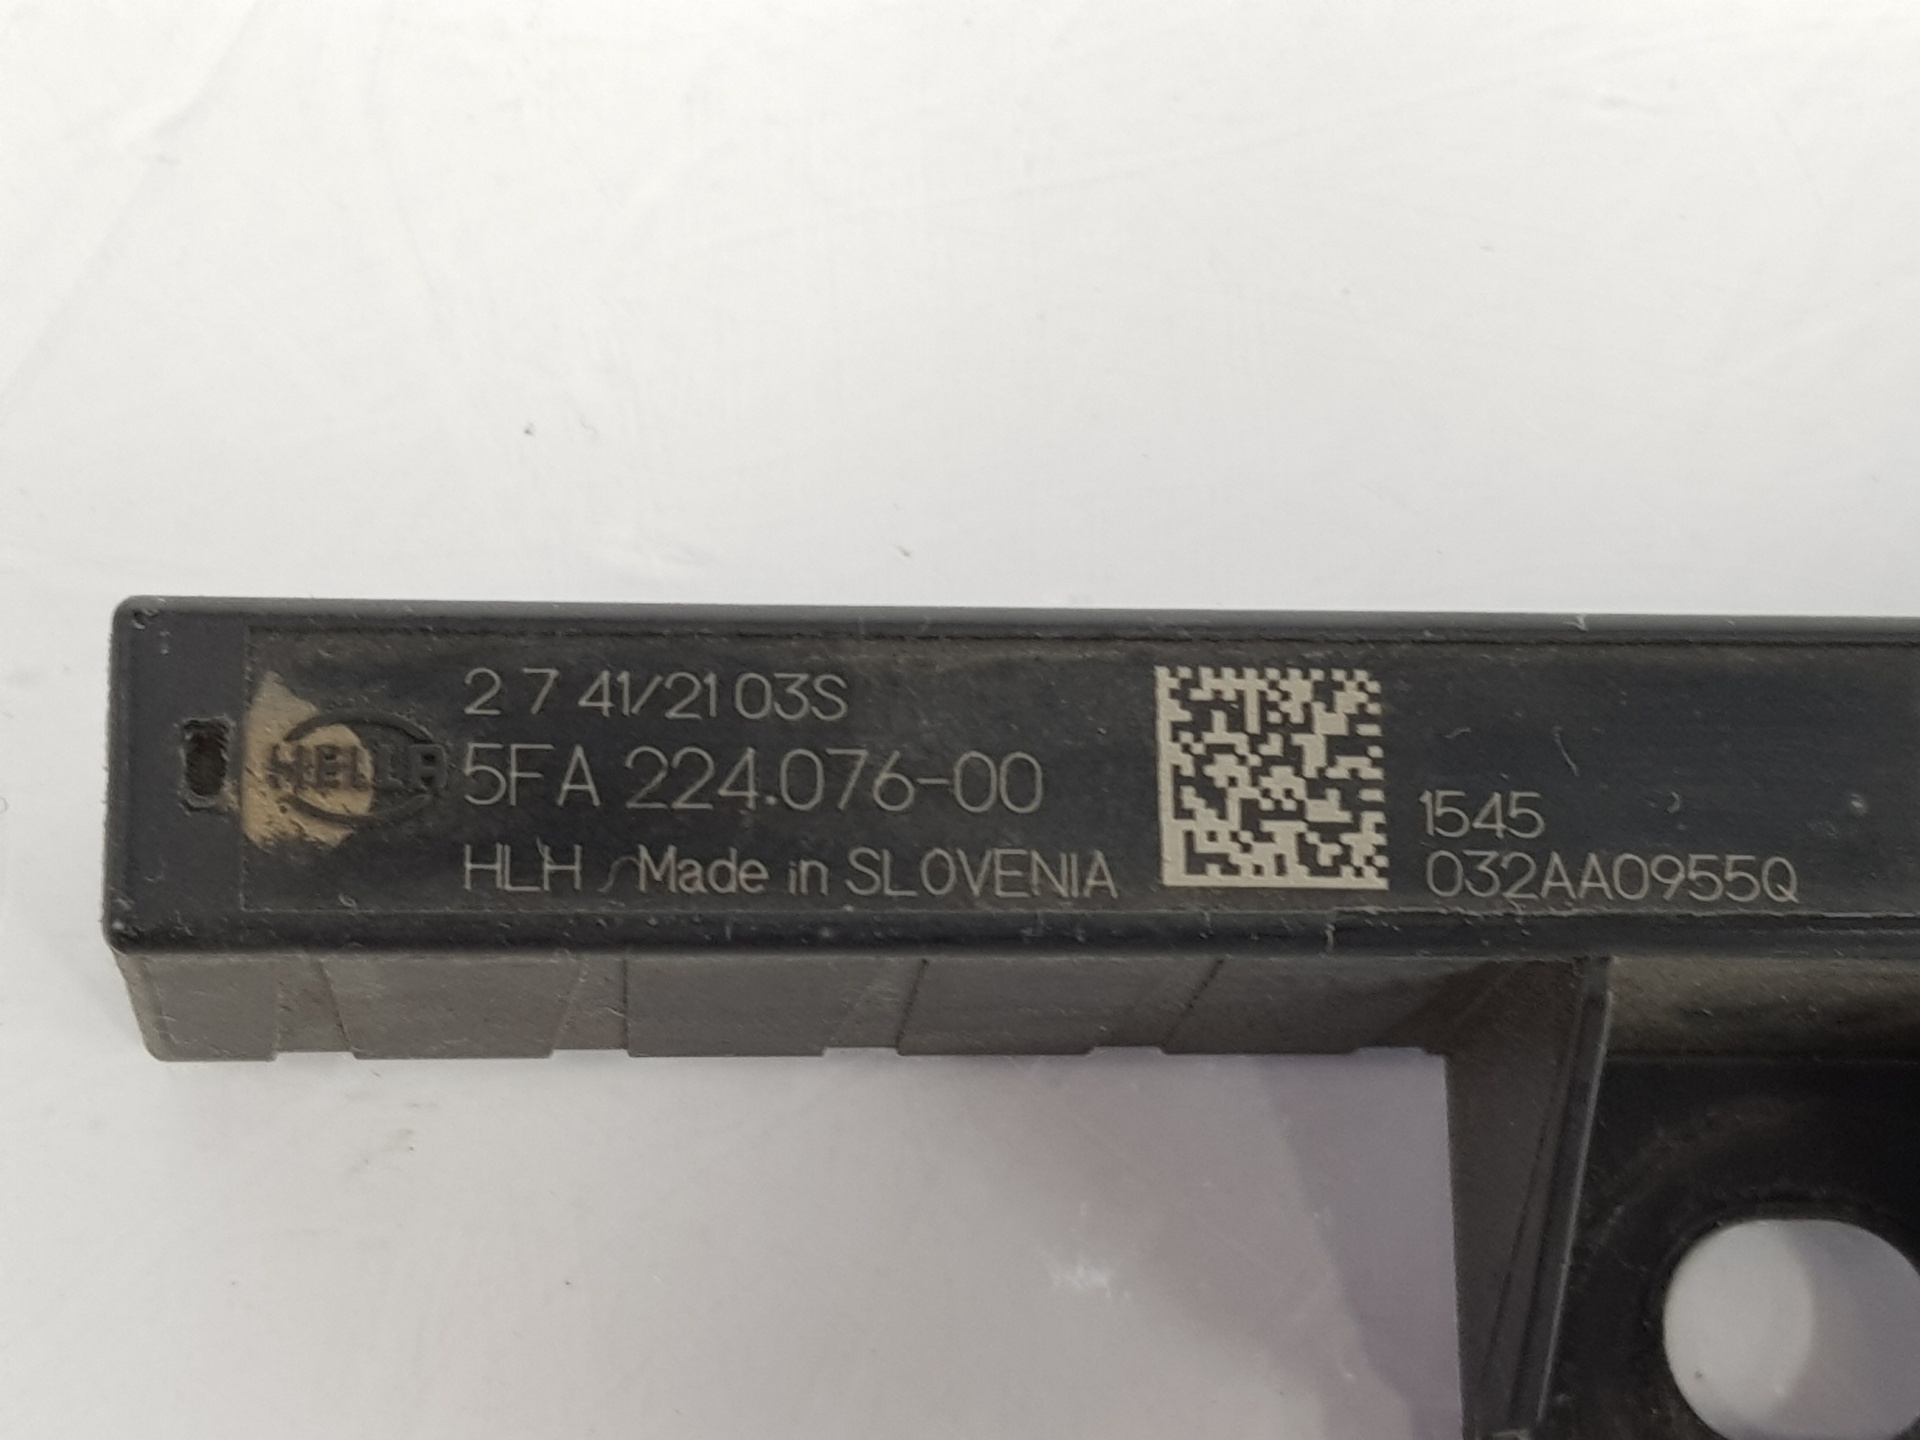 HELLA
2 7 41/21 03S
5FA 224.076-00
HLH Made in SLOVENIA
1545
032AA0955Q